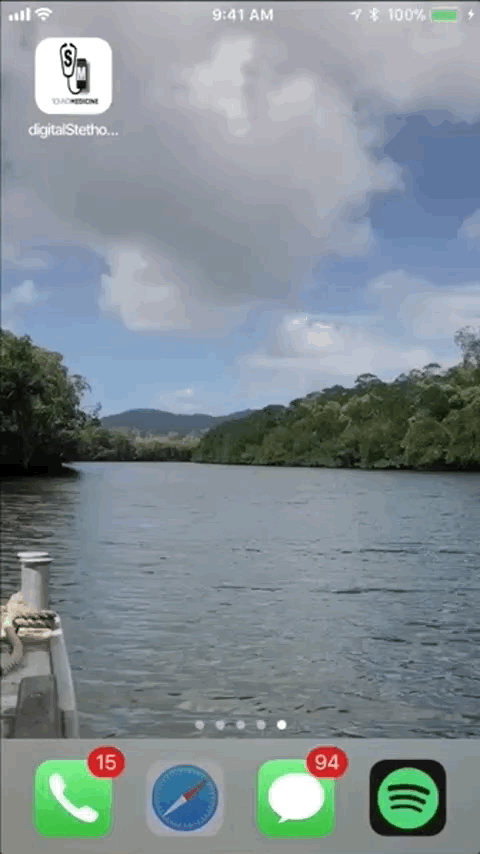 9:41 AM
100%
S
M
SOUNDMEDICINE
digitalStetho...
15
94